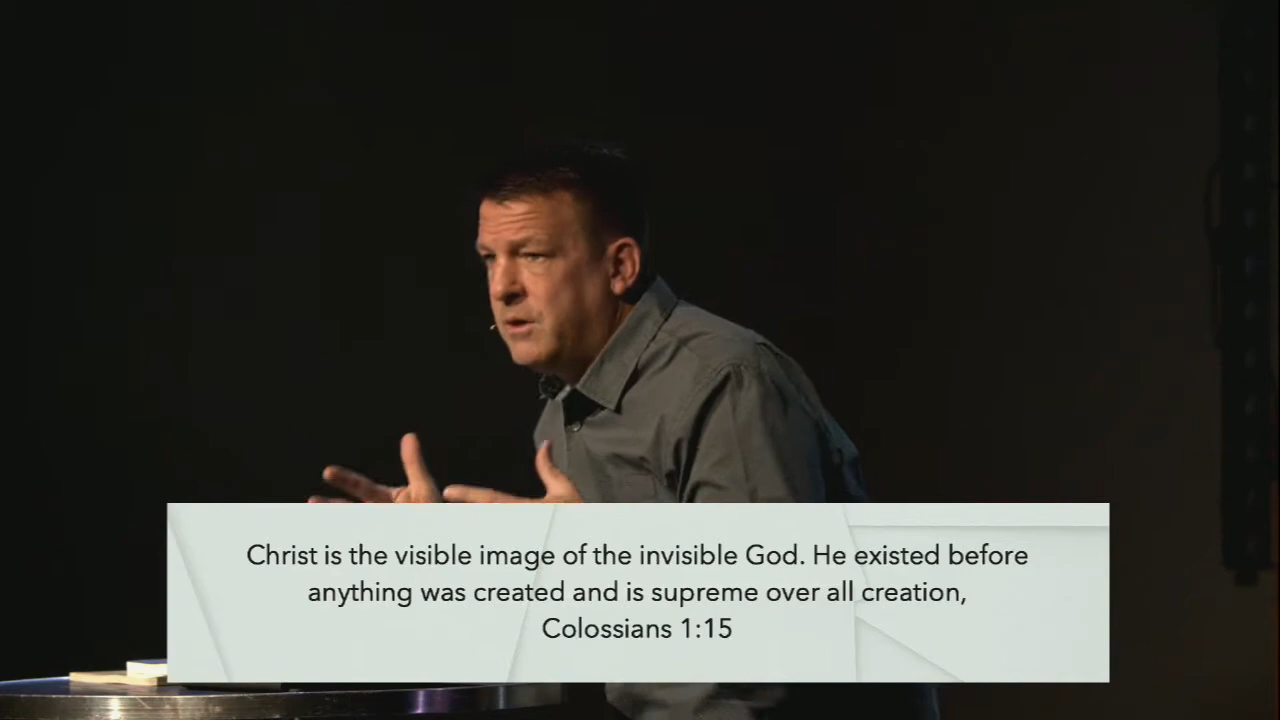 Christ is the visible image of the invisible God. He existed before
anything was created and is supreme over all creation,
Colossians 1:15